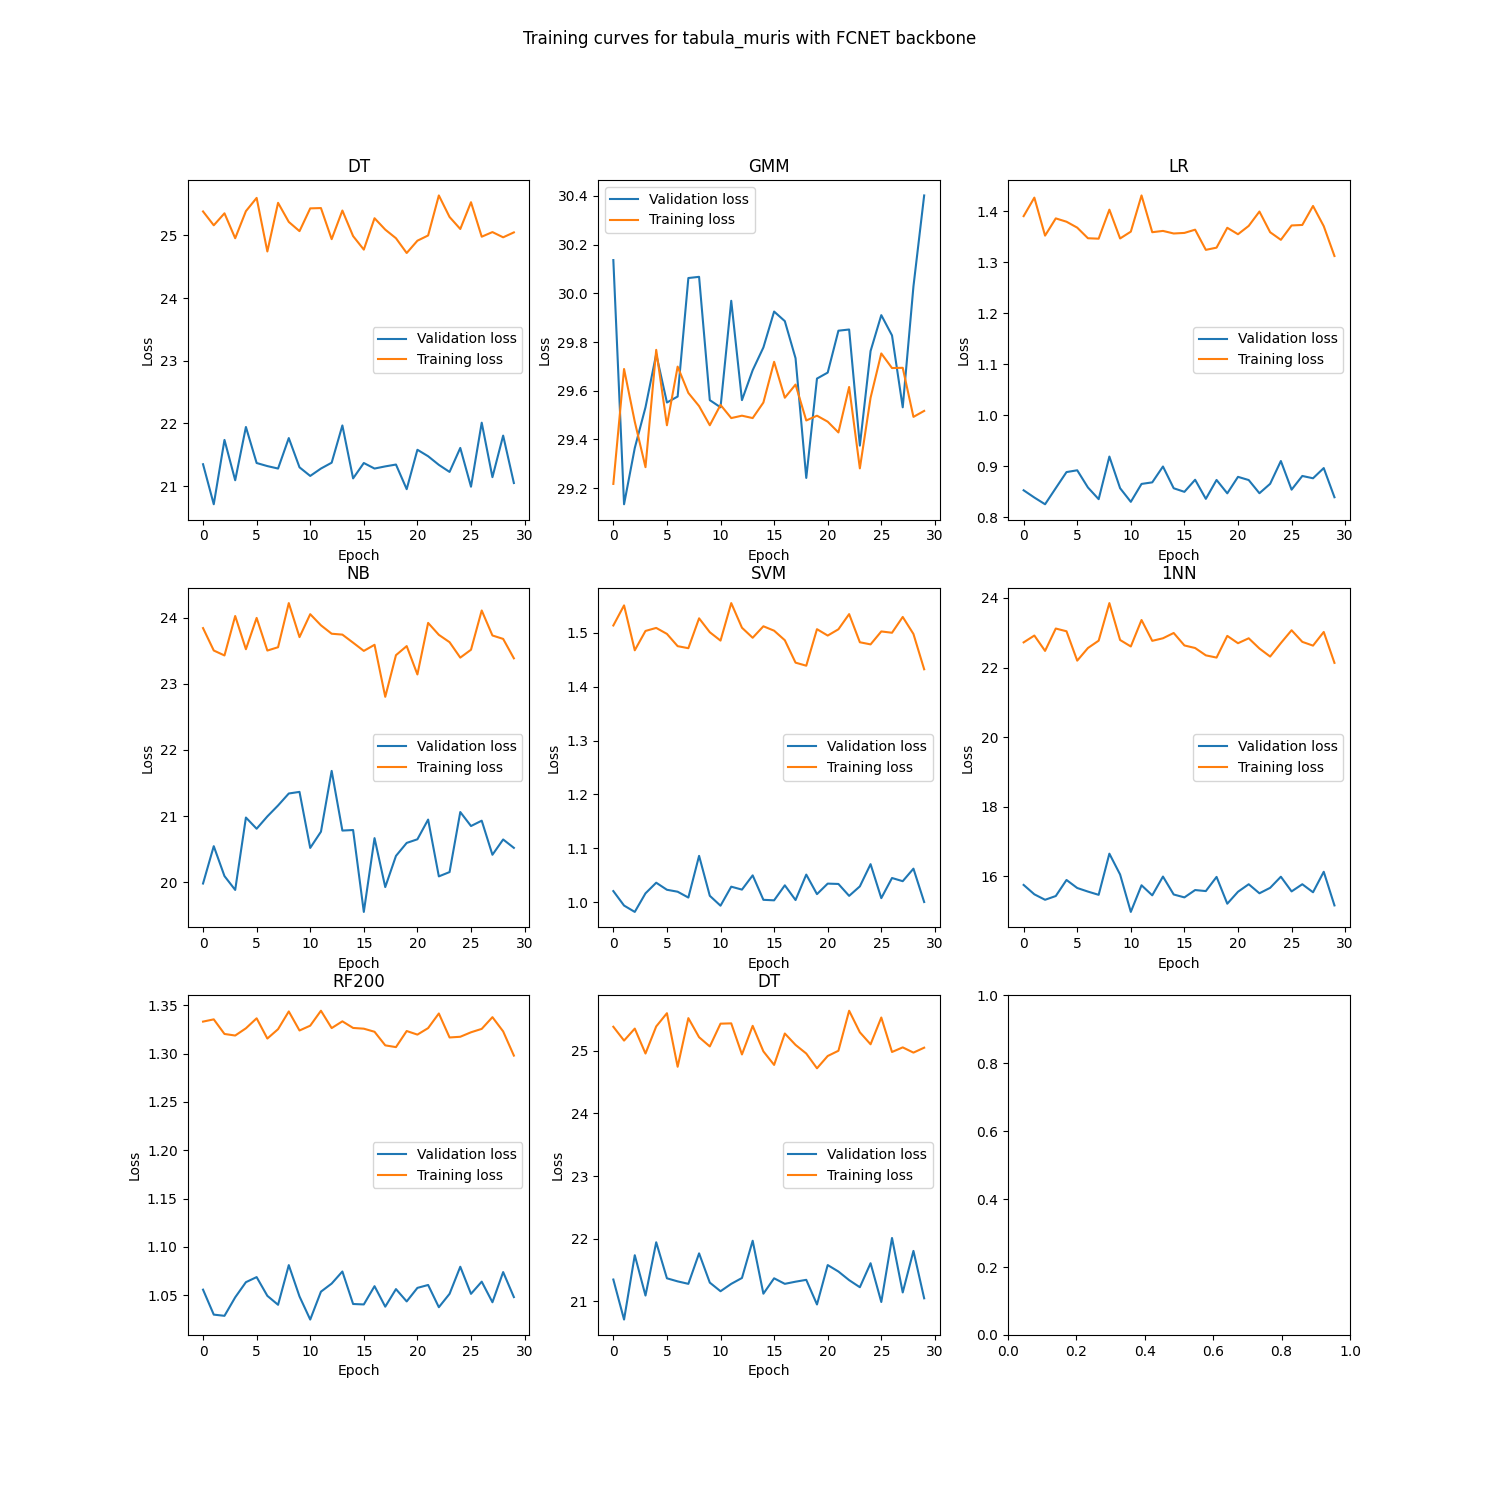 Training curves for tabula_muris with FCNET backbone
DT
25
24
23
22
21
Loss
Validation loss
Training loss
0 5 10 15 20 25 30
Epoch
GMM
30.4
30.2
30.0
29.8
29.6
29.4
29.2
Loss
Validation loss
Training loss
0 5 10 15 20 25 30
Epoch
LR
1.4
1.3
1.2
1.1
1.0
0.9
0.8
Loss
Validation loss
Training loss
0 5 10 15 20 25 30
Epoch
NB
24
23
22
21
20
Loss
Validation loss
Training loss
0 5 10 15 20 25 30
Epoch
SVM
1.5
1.4
1.3
1.2
1.1
1.0
Loss
Validation loss
Training loss
0 5 10 15 20 25 30
Epoch
1NN
24
22
20
18
16
Loss
Validation loss
Training loss
0 5 10 15 20 25 30
Epoch
RF200
1.35
1.30
1.25
1.20
1.15
1.10
1.05
Loss
Validation loss
Training loss
0 5 10 15 20 25 30
Epoch
DT
25
24
23
22
21
Loss
Validation loss
Training loss
0 5 10 15 20 25 30
Epoch
1.0
0.8
0.6
0.4
0.2
0.0
0.0 0.2 0.4 0.6 0.8 1.0